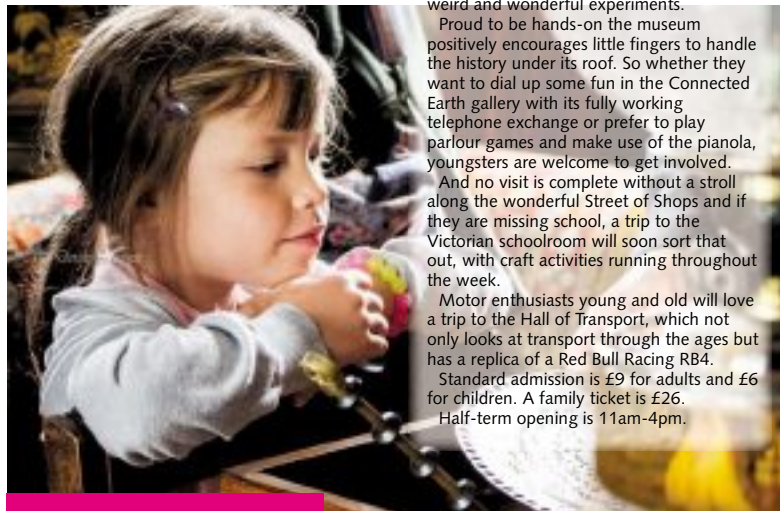 weird and wonderful experiments.
Proud to be hands-on the museum
positively encourages little fingers to handle
the history under its roof. So whether they
want to dial up some fun in the Connected
Earth gallery with its fully working
telephone exchange or prefer to play
parlour games and make use of the pianola,
youngsters are welcome to get involved.
And no visit is complete without a stroll
along the wonderful Street of Shops and if
they are missing school, a trip to the
Victorian schoolroom will soon sort that
out, with craft activities running throughout
the week.
Motor enthusiasts young and old will love
a trip to the Hall of Transport, which not
only looks at transport through the ages but
has a replica of a Red Bull Racing RB4.
Standard admission is £9 for adults and £6
for children. A family ticket is £26.
Half-term opening is 11am-4pm.